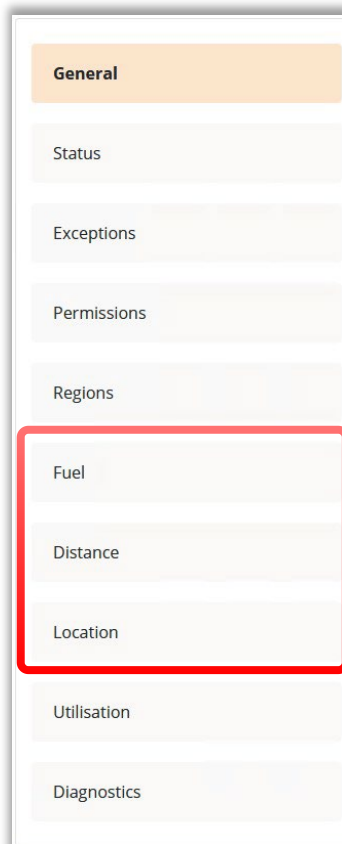 General
Status
Exceptions
Permissions
Regions
Fuel
Distance
Location
Utilisation
Diagnostics